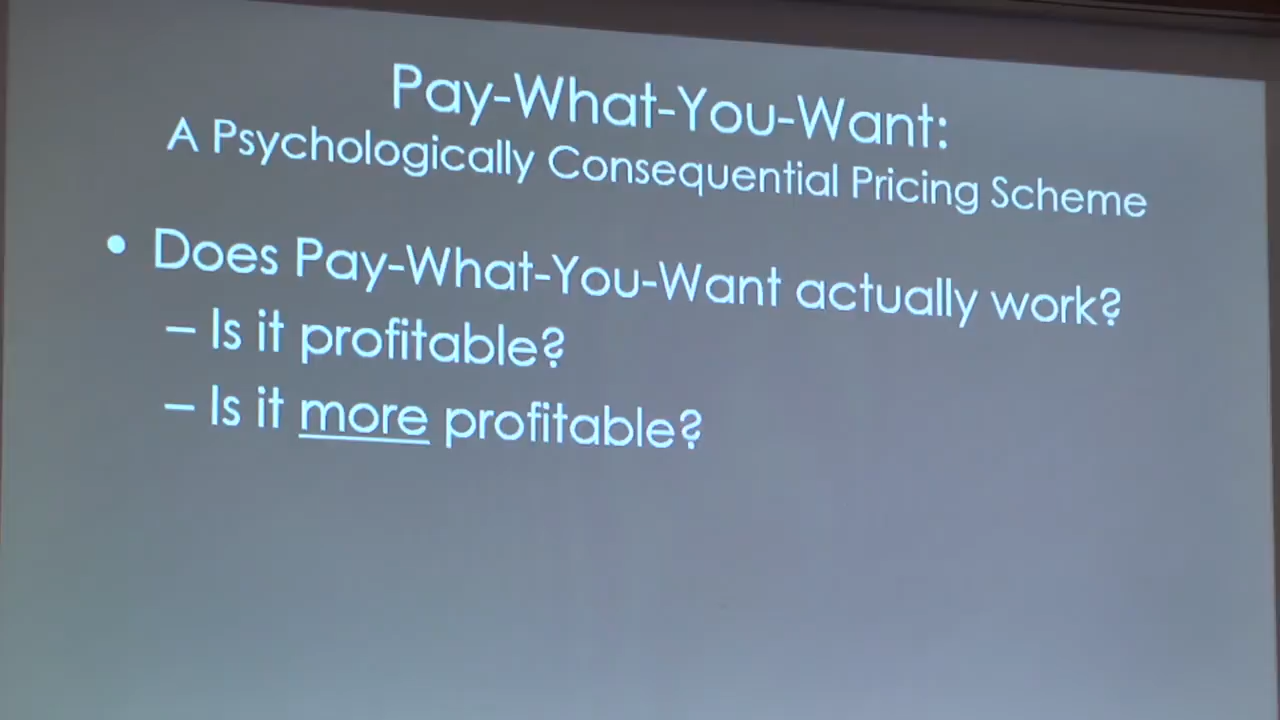 Pay-What-You-Want:
A Psychologically Consequential Pricing Scheme
• Does Pay-What-You-Want actually work?
– Is it profitable?
– Is it more profitable?